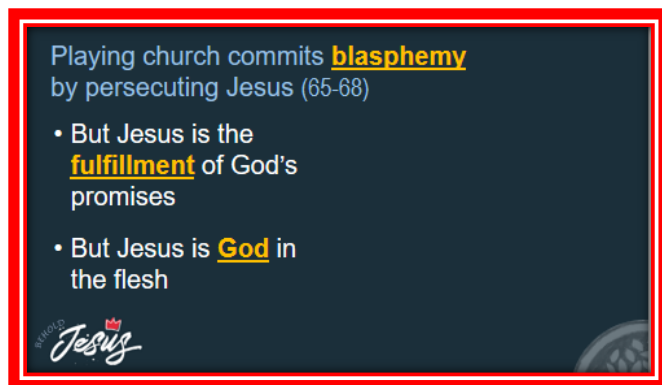 Playing church commits blasphemy
by persecuting Jesus (65-68)
• But Jesus is the
fulfillment of God's
promises
• But Jesus is God in
the flesh
BEHOLD
Jesus